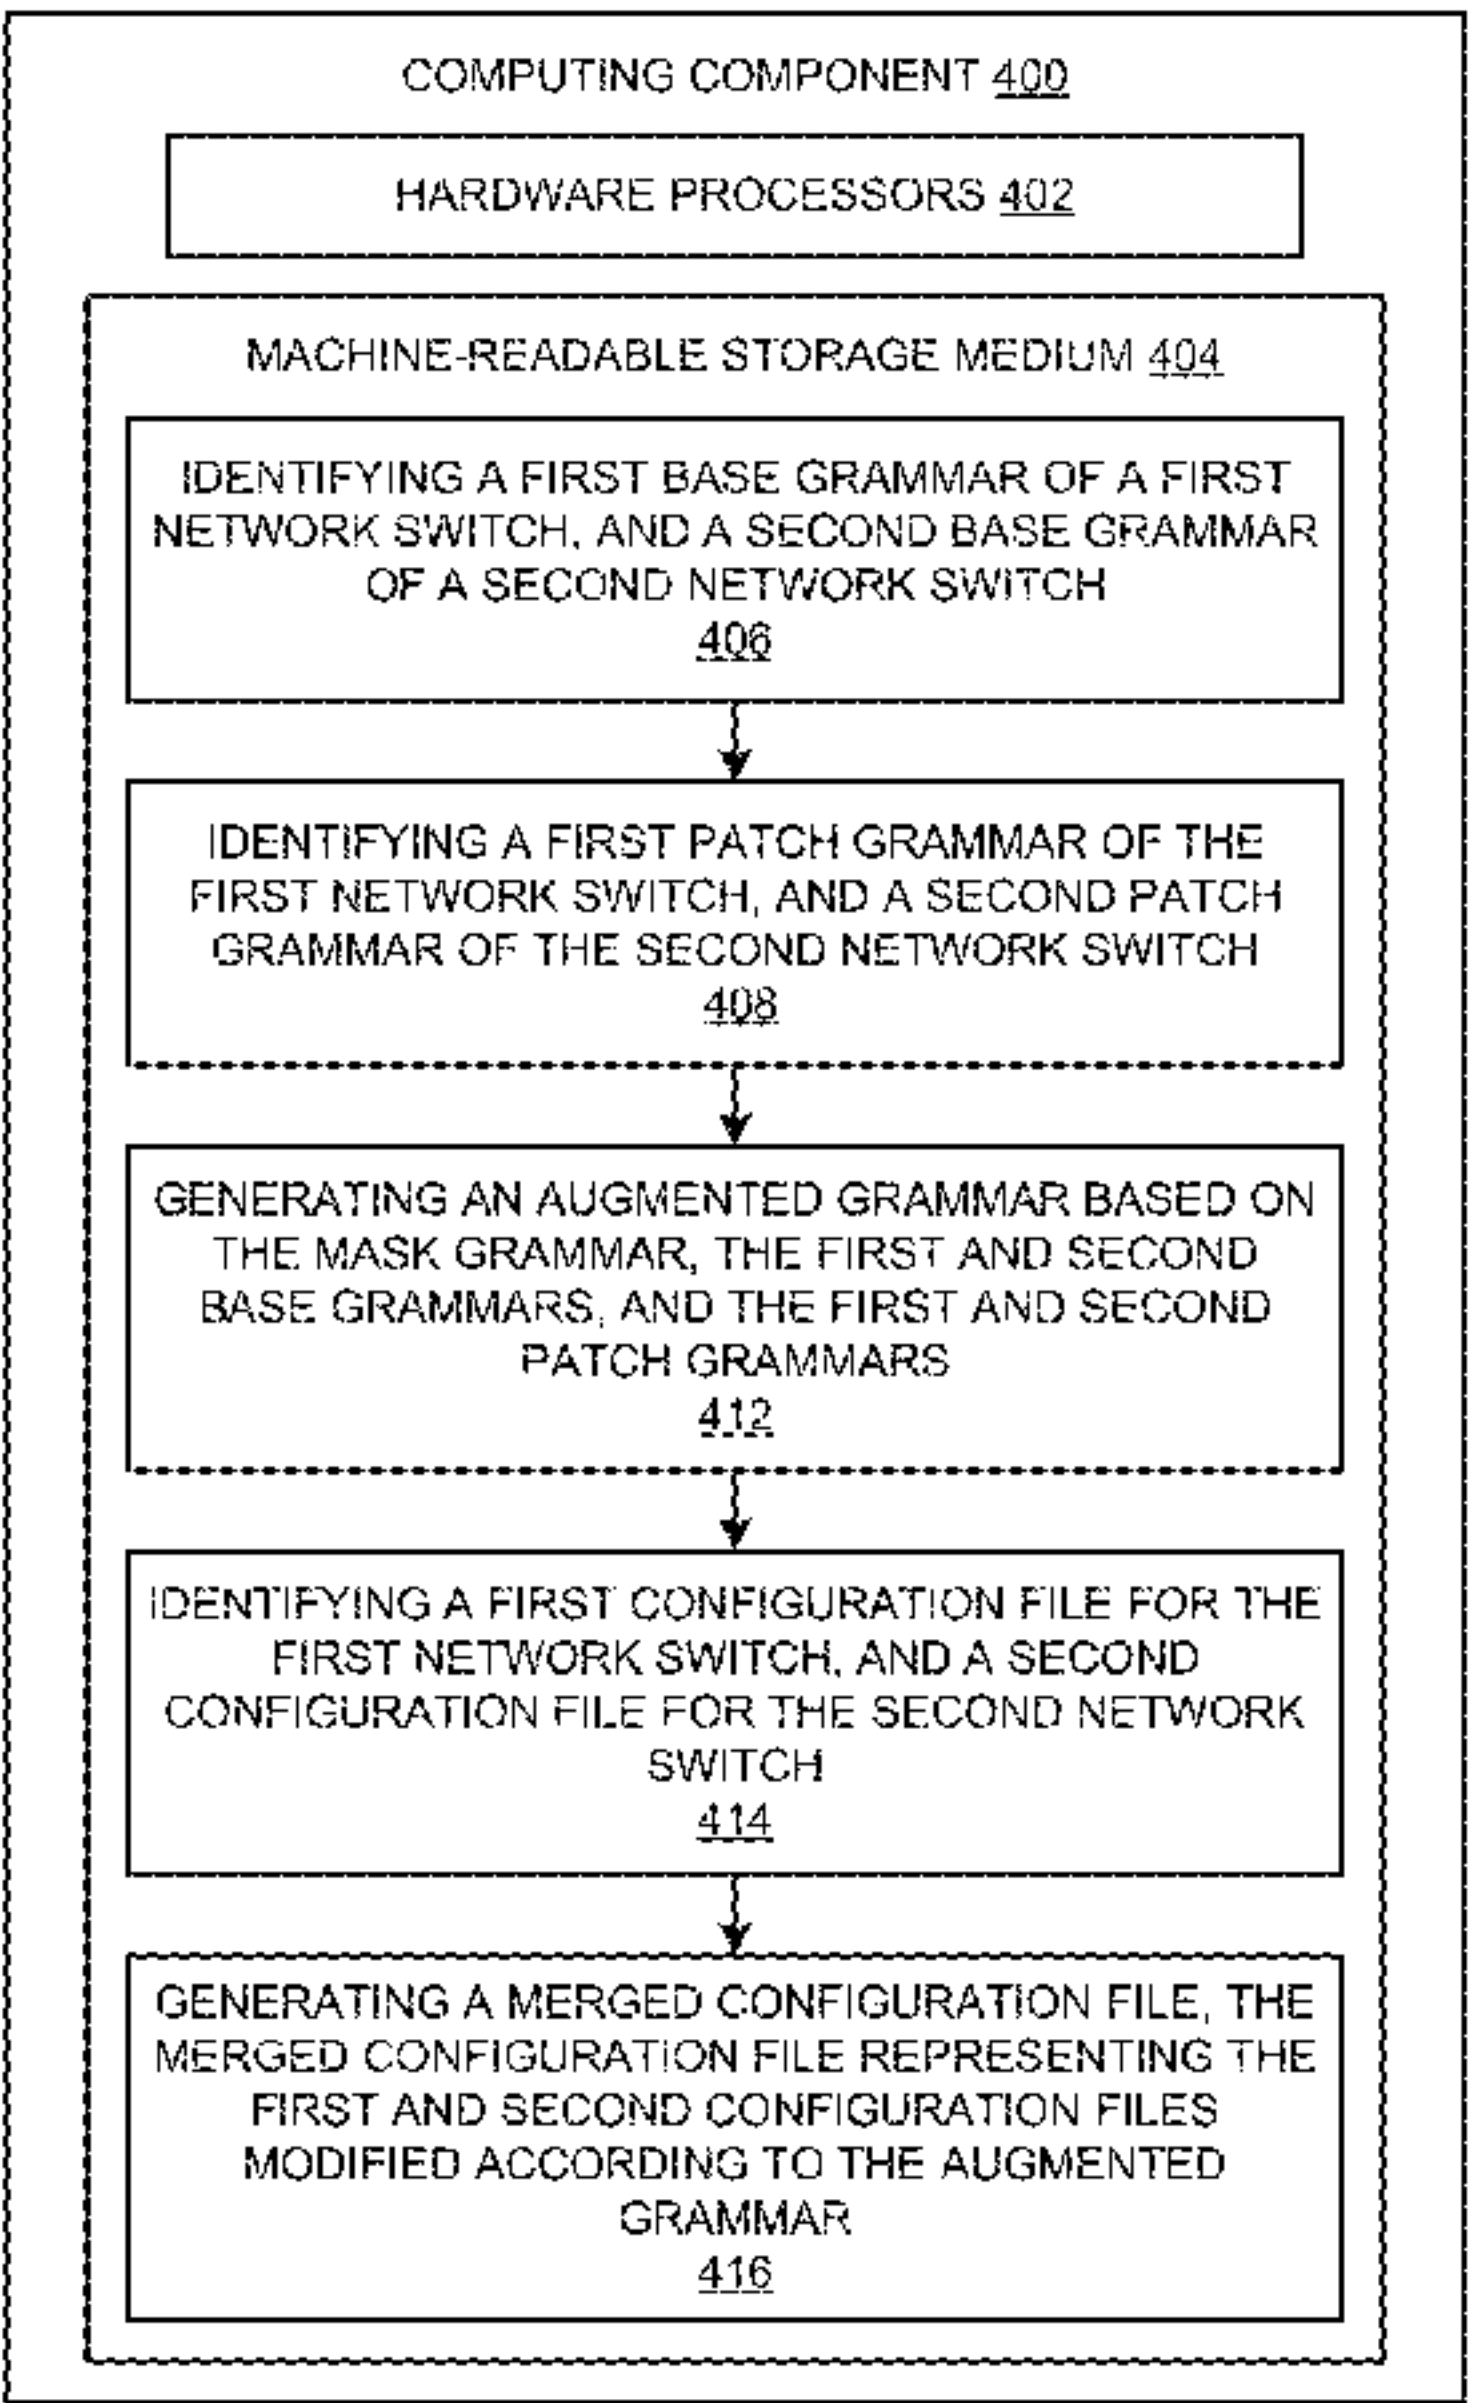 COMPUTING COMPONENT 400
HARDWARE PROCESSORS 402
MACHINE-READABLE STORAGE MEDIUM 404
IDENTIFYING A FIRST BASE GRAMMAR OF A FIRST
NETWORK SWITCH, AND A SECOND BASE GRAMMAR
OF A SECOND NETWORK SWITCH
406
IDENTIFYING A FIRST PATCH GRAMMAR OF THE
FIRST NETWORK SWITCH, AND A SECOND PATCH
GRAMMAR OF THE SECOND NETWORK SWITCH
408
GENERATING AN AUGMENTED GRAMMAR BASED ON
THE MASK GRAMMAR, THE FIRST AND SECOND
BASE GRAMMARS, AND THE FIRST AND SECOND
PATCH GRAMMARS
412
IDENTIFYING A FIRST CONFIGURATION FILE FOR THE
FIRST NETWORK SWITCH, AND A SECOND
CONFIGURATION FILE FOR THE SECOND NETWORK
SWITCH
414
GENERATING A MERGED CONFIGURATION FILE, THE
MERGED CONFIGURATION FILE REPRESENTING THE
FIRST AND SECOND CONFIGURATION FILES
MODIFIED ACCORDING TO THE AUGMENTED
GRAMMAR
416